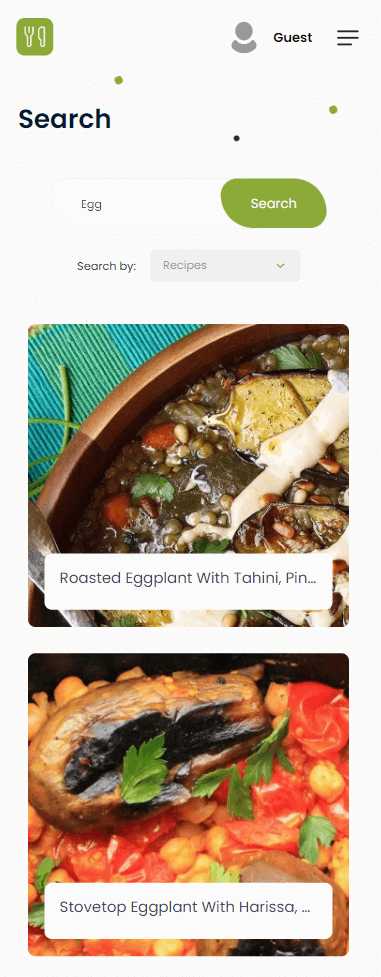 Guest
Search
Egg
Search
Search by:
Recipes
Roasted Eggplant With Tahini, Pin...
Stovetop Eggplant With Harissa, ...